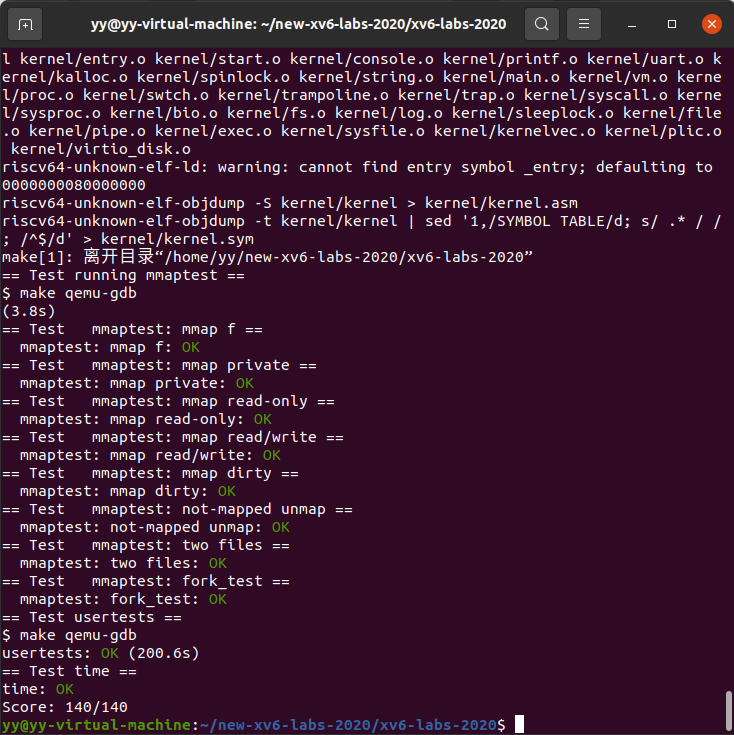 yy@yy-virtual-machine: ~/new-xv6-labs-2020/xv6-labs-2020
l kernel/entry.o kernel/start.o kernel/console.o kernel/printf.o kernel/uart.o k
ernel/kalloc.o kernel/spinlock.o kernel/string.o kernel/main.o kernel/vm.o kerne
l/proc.o kernel/swtch.o kernel/trampoline.o kernel/trap.o kernel/syscall.o kerne
l/sysproc.o kernel/bio.o kernel/fs.o kernel/log.o kernel/sleeplock.o kernel/file
.o kernel/pipe.o kernel/exec.o kernel/sysfile.o kernel/kernelvec.o kernel/plic.o
 kernel/virtio_disk.o
riscv64-unknown-elf-ld: warning: cannot find entry symbol _entry; defaulting to
0000000080000000
riscv64-unknown-elf-objdump -S kernel/kernel > kernel/kernel.asm
riscv64-unknown-elf-objdump -t kernel/kernel | sed '1,/SYMBOL TABLE/d; s/ .* / /
; /^$/d' > kernel/kernel.sym
make[1]: 离开目录“/home/yy/new-xv6-labs-2020/xv6-labs-2020”
== Test running mmaptest ==
$ make qemu-gdb
(3.8s)
== Test   mmaptest: mmap f ==
  mmaptest: mmap f: OK
== Test   mmaptest: mmap private ==
  mmaptest: mmap private: OK
== Test   mmaptest: mmap read-only ==
  mmaptest: mmap read-only: OK
== Test   mmaptest: mmap read/write ==
  mmaptest: mmap read/write: OK
== Test   mmaptest: mmap dirty ==
  mmaptest: mmap dirty: OK
== Test   mmaptest: not-mapped unmap ==
  mmaptest: not-mapped unmap: OK
== Test   mmaptest: two files ==
  mmaptest: two files: OK
== Test   mmaptest: fork_test ==
  mmaptest: fork_test: OK
== Test usertests ==
$ make qemu-gdb
usertests: OK (200.6s)
== Test time ==
time: OK
Score: 140/140
yy@yy-virtual-machine:~/new-xv6-labs-2020/xv6-labs-2020$